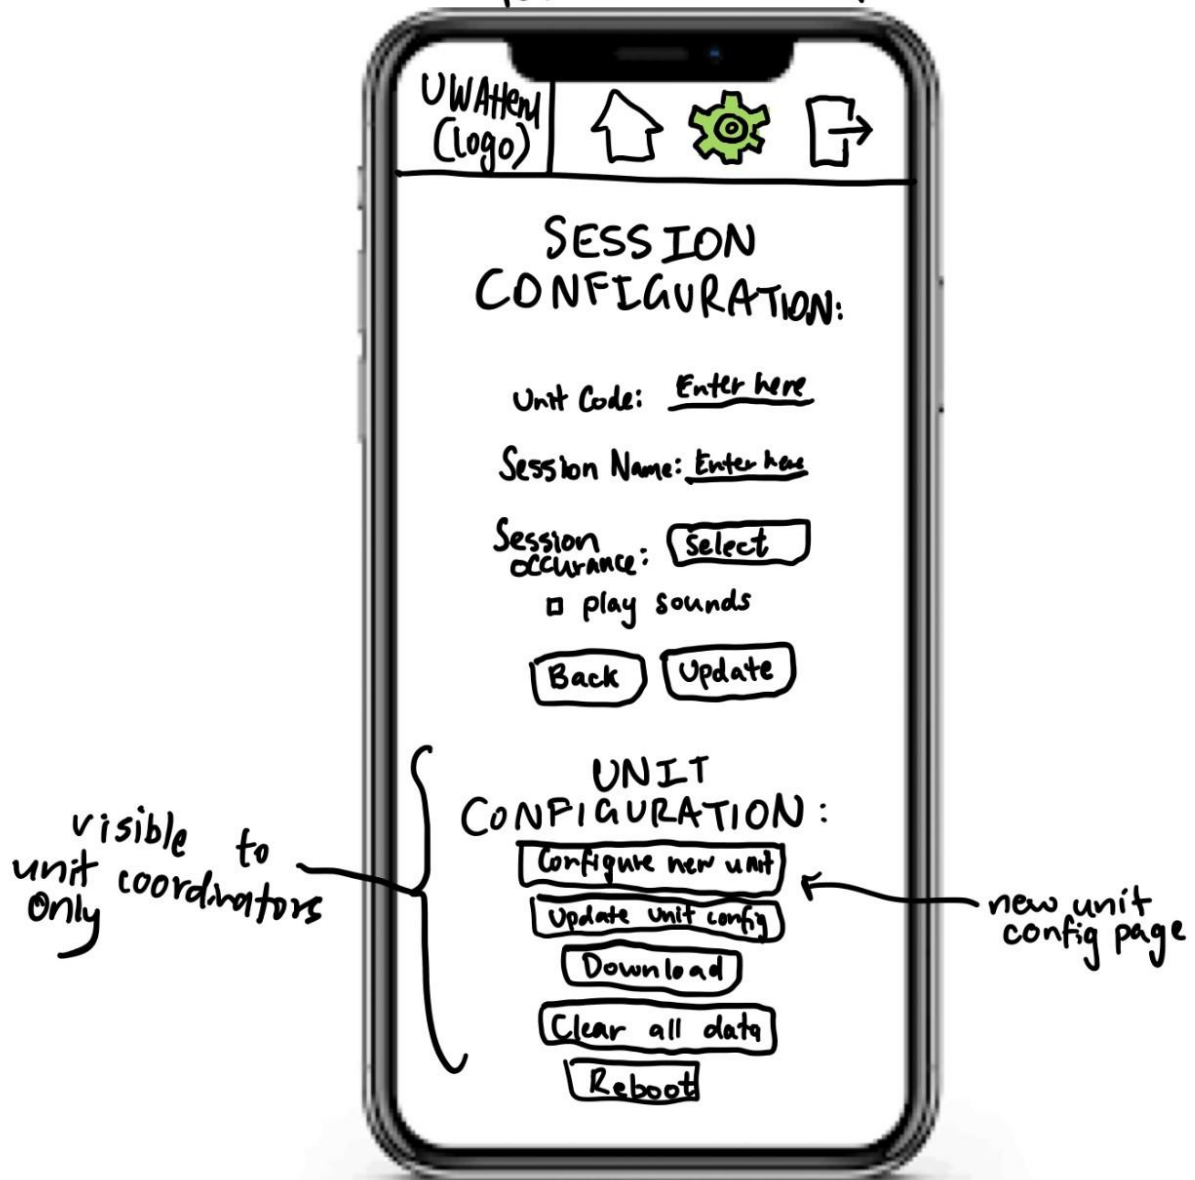 UWAttend
(logo)
SESSION
CONFIGURATION:
Unit Code: Enter here
Session Name: Enter here
Session
occurance: Select
play sounds
Back Update
UNIT
CONFIGURATION:
Configure new unit
Update unit config
Download
Clear all data
Reboot
visible to
unit coordinators
only
new unit
config page